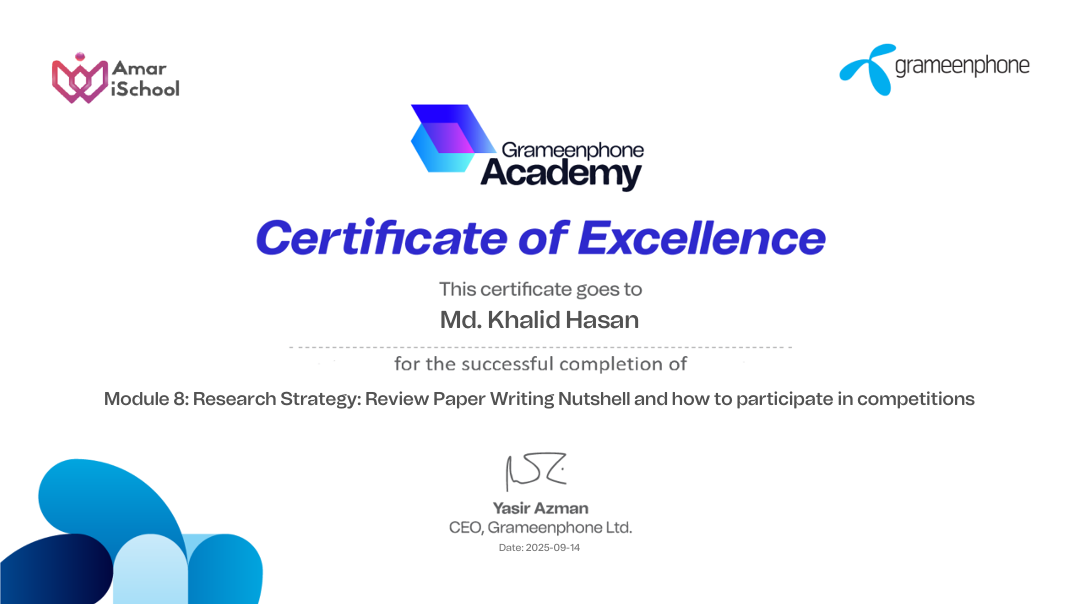 Amar
iSchool
grameenphone
Grameenphone
Academy
Certificate of Excellence
This certificate goes to
Md. Khalid Hasan
for the successful completion of
Module 8: Research Strategy: Review Paper Writing Nutshell and how to participate in competitions
Yasir Azman
CEO, Grameenphone Ltd.
Date: 2025-09-14